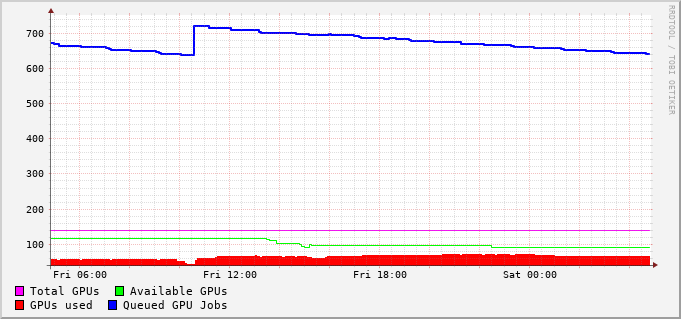 RRDTOOL / TOBI OETIKER
700
600
500
400
300
200
100
Fri 06:00 Fri 12:00 Fri 18:00 Sat 00:00
Total GPUs Available GPUs
GPUs used Queued GPU Jobs